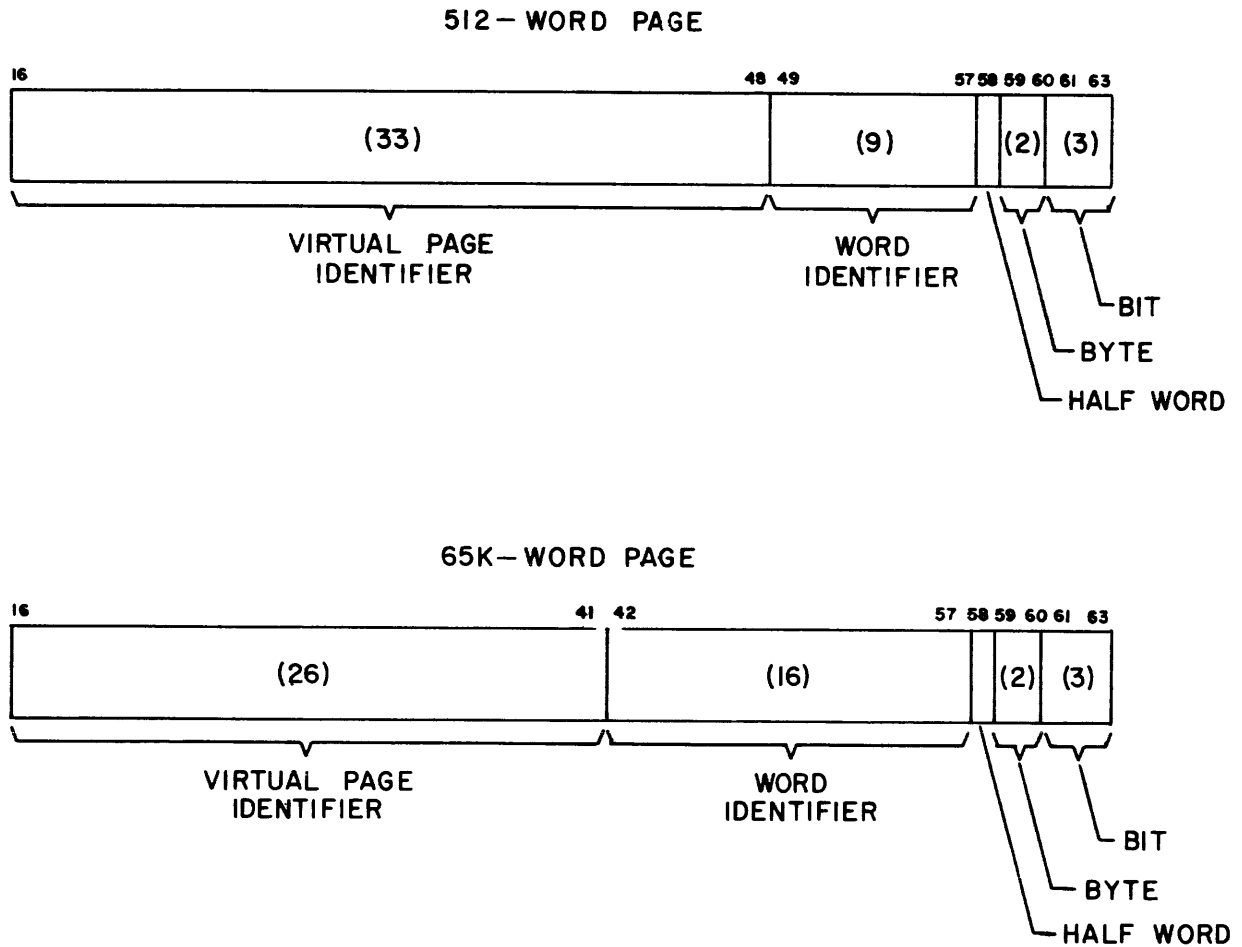 512-WORD PAGE
16 48 49 57 58 59 60 61 63
(33) (9) (2) (3)
VIRTUAL PAGE
IDENTIFIER
WORD
IDENTIFIER
BIT
BYTE
HALF WORD
65K-WORD PAGE
16 41 42 57 58 59 60 61 63
(26) (16) (2) (3)
VIRTUAL PAGE
IDENTIFIER
WORD
IDENTIFIER
BIT
BYTE
HALF WORD